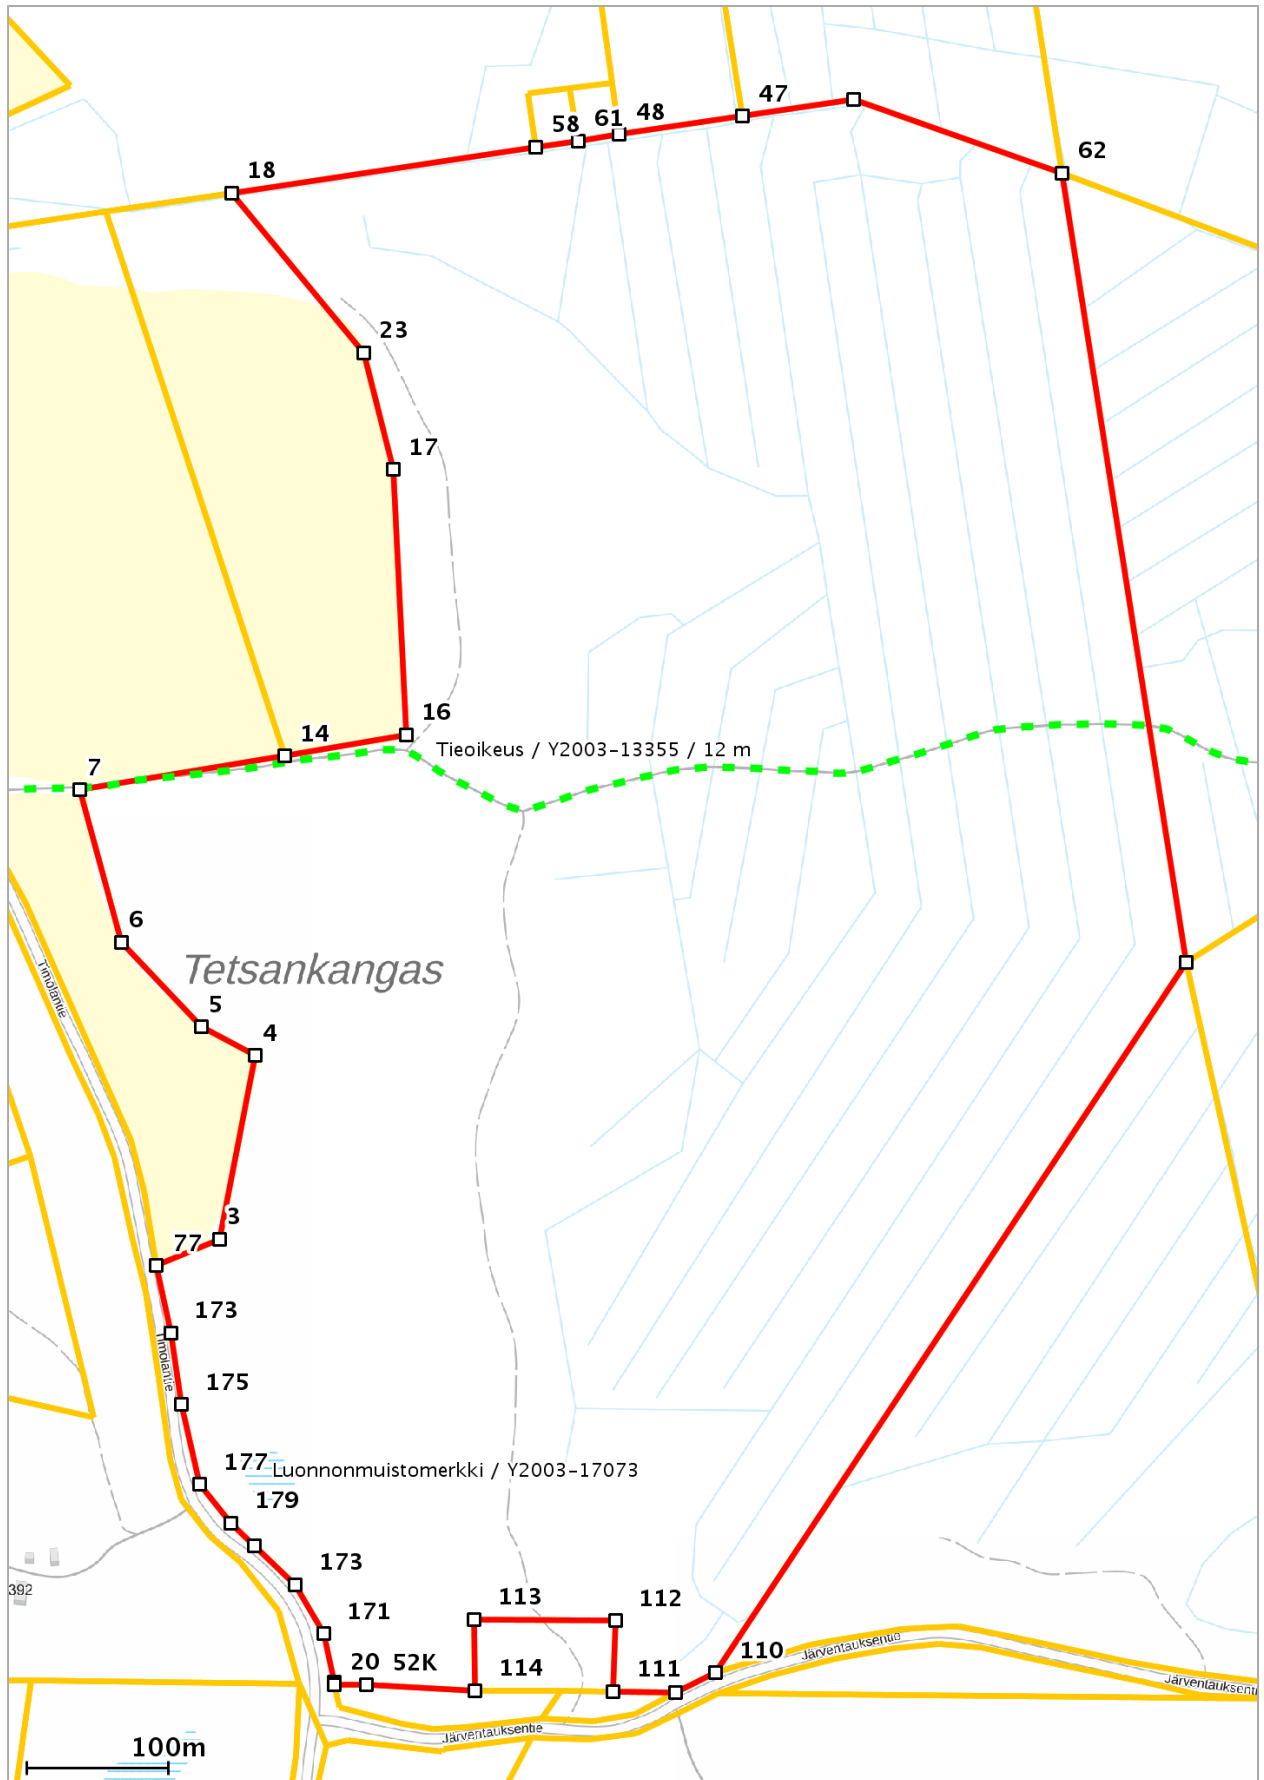 47
48
61
58
62
18
23
17
16
14
Tieoikeus / Y2003-13355 / 12 m
7
6
Tetsankangas
Timolantie
5
4
3
77
173
Timolantie
175
177
Luonnonmuistomerkki / Y2003-17073
179
173
392
113
112
171
110
Järventauksentie
20
52K
114
111
Järventauksenti
Järventauksentie
100m